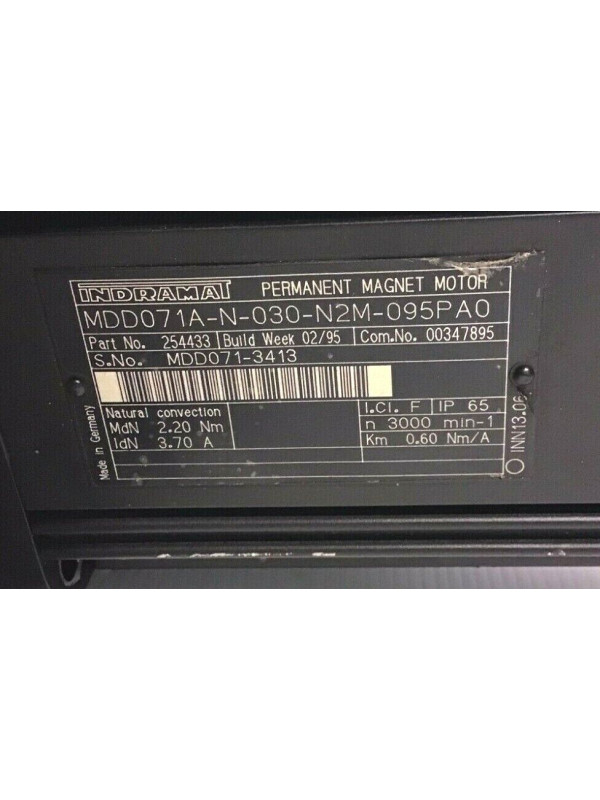 INDRAMAT PERMANENT MAGNET MOTOR
MDD071A-N-030-N2M-095PA0
Part No. 254433 Build Week 02/95 Com.No. 00347895
S.No. MDD071-3413
Natural convection I.Cl. F IP 65
MdN 2.20 Nm n 3000 min-1
IdN 3.70 A Km 0.60 Nm/A
Made in Germany
INN13.06